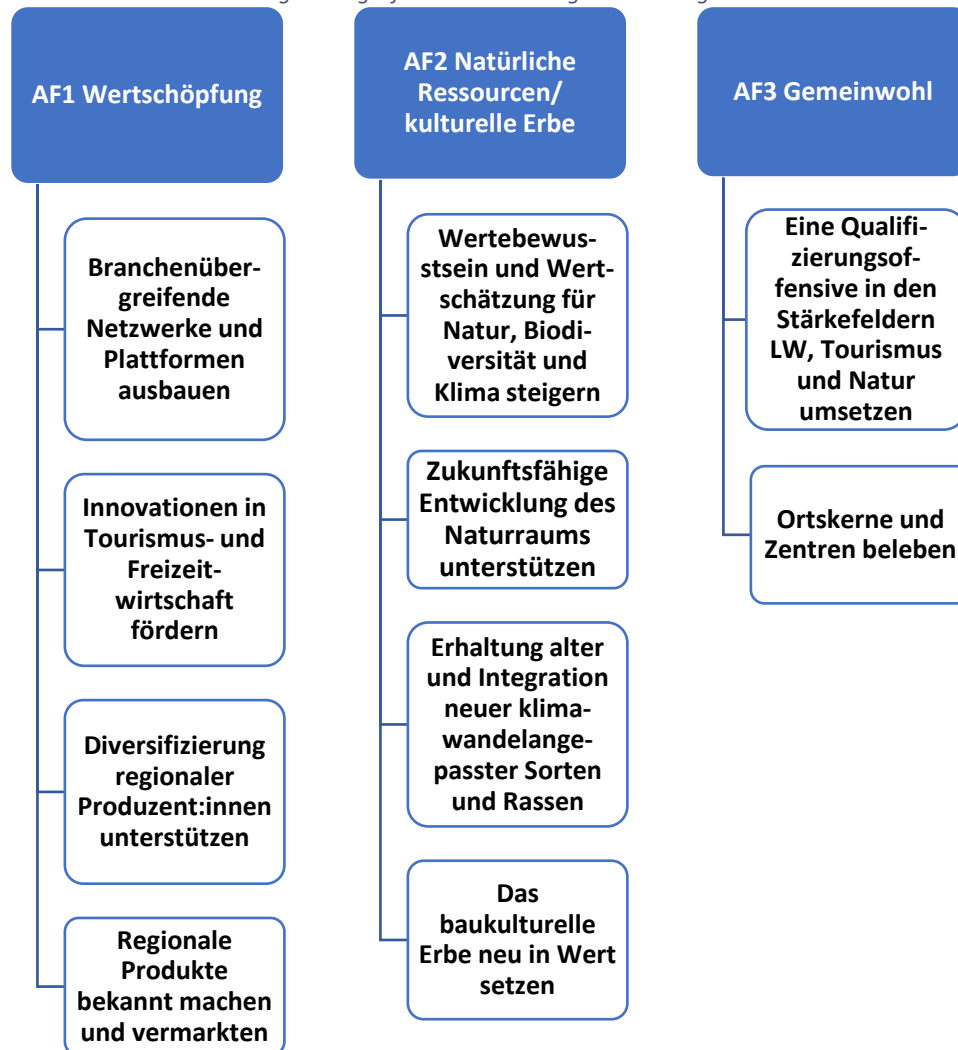 AF1 Wertschöpfung
Branchenüber-
greifende
Netzwerke und
Plattformen
ausbauen
Innovationen in
Tourismus- und
Freizeit-
wirtschaft
fördern
Diversifizierung
regionaler
Produzent:innen
unterstützen
Regionale
Produkte
bekannt machen
und vermarkten
AF2 Natürliche
Ressourcen/
kulturelle Erbe
Wertebewus-
stsein und Wert-
schätzung für
Natur, Biodi-
versität und
Klima steigern
Zukunftsfähige
Entwicklung des
Naturraums
unterstützen
Erhaltung alter
und Integration
neuer klima-
wandelange-
passter Sorten
und Rassen
Das
baukulturelle
Erbe neu in Wert
setzen
AF3 Gemeinwohl
Eine Qualifi-
zierungsof-
fensive in den
Stärkefeldern
LW, Tourismus
und Natur
umsetzen
Ortskerne und
Zentren beleben